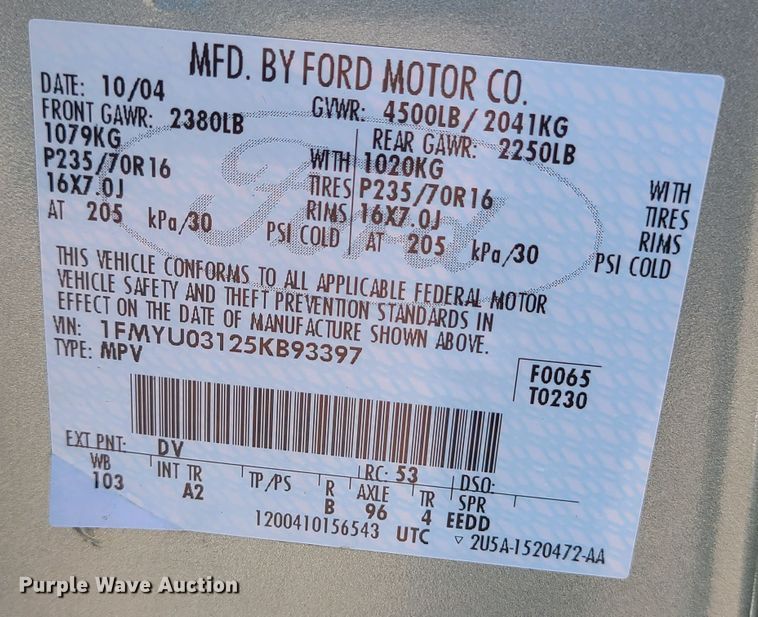 MFD. BY FORD MOTOR CO.
DATE: 10/04 GVWR: 4500LB/ 2041KG
FRONT GAWR: 2380LB REAR GAWR: 2250LB
1079KG WITH 1020KG WITH
P235/70R16 TIRES P235/70R16 TIRES
16X7.0J RIMS 16X7.0J RIMS
AT 205 kPa/30 PSI COLD AT 205 kPa/30 PSI COLD
Ford
THIS VEHICLE CONFORMS TO ALL APPLICABLE FEDERAL MOTOR
VEHICLE SAFETY AND THEFT PREVENTION STANDARDS IN
EFFECT ON THE DATE OF MANUFACTURE SHOWN ABOVE.
VIN: 1FMYU03125KB93397
TYPE: MPV
F0065
T0230
EXT PNT: DV RC: 53 DSO:
WB INT TR TP/PS R AXLE TR SPR
103 A2 B 96 4 EEDD
1200410156543 UTC ▽ 2U5A-1520472-AA
Purple Wave Auction